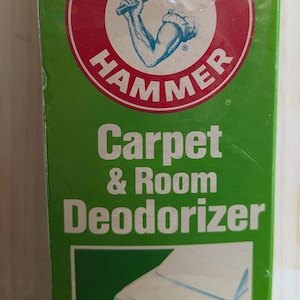 HAMMER
®
®
Carpet
& Room
Deodorizer